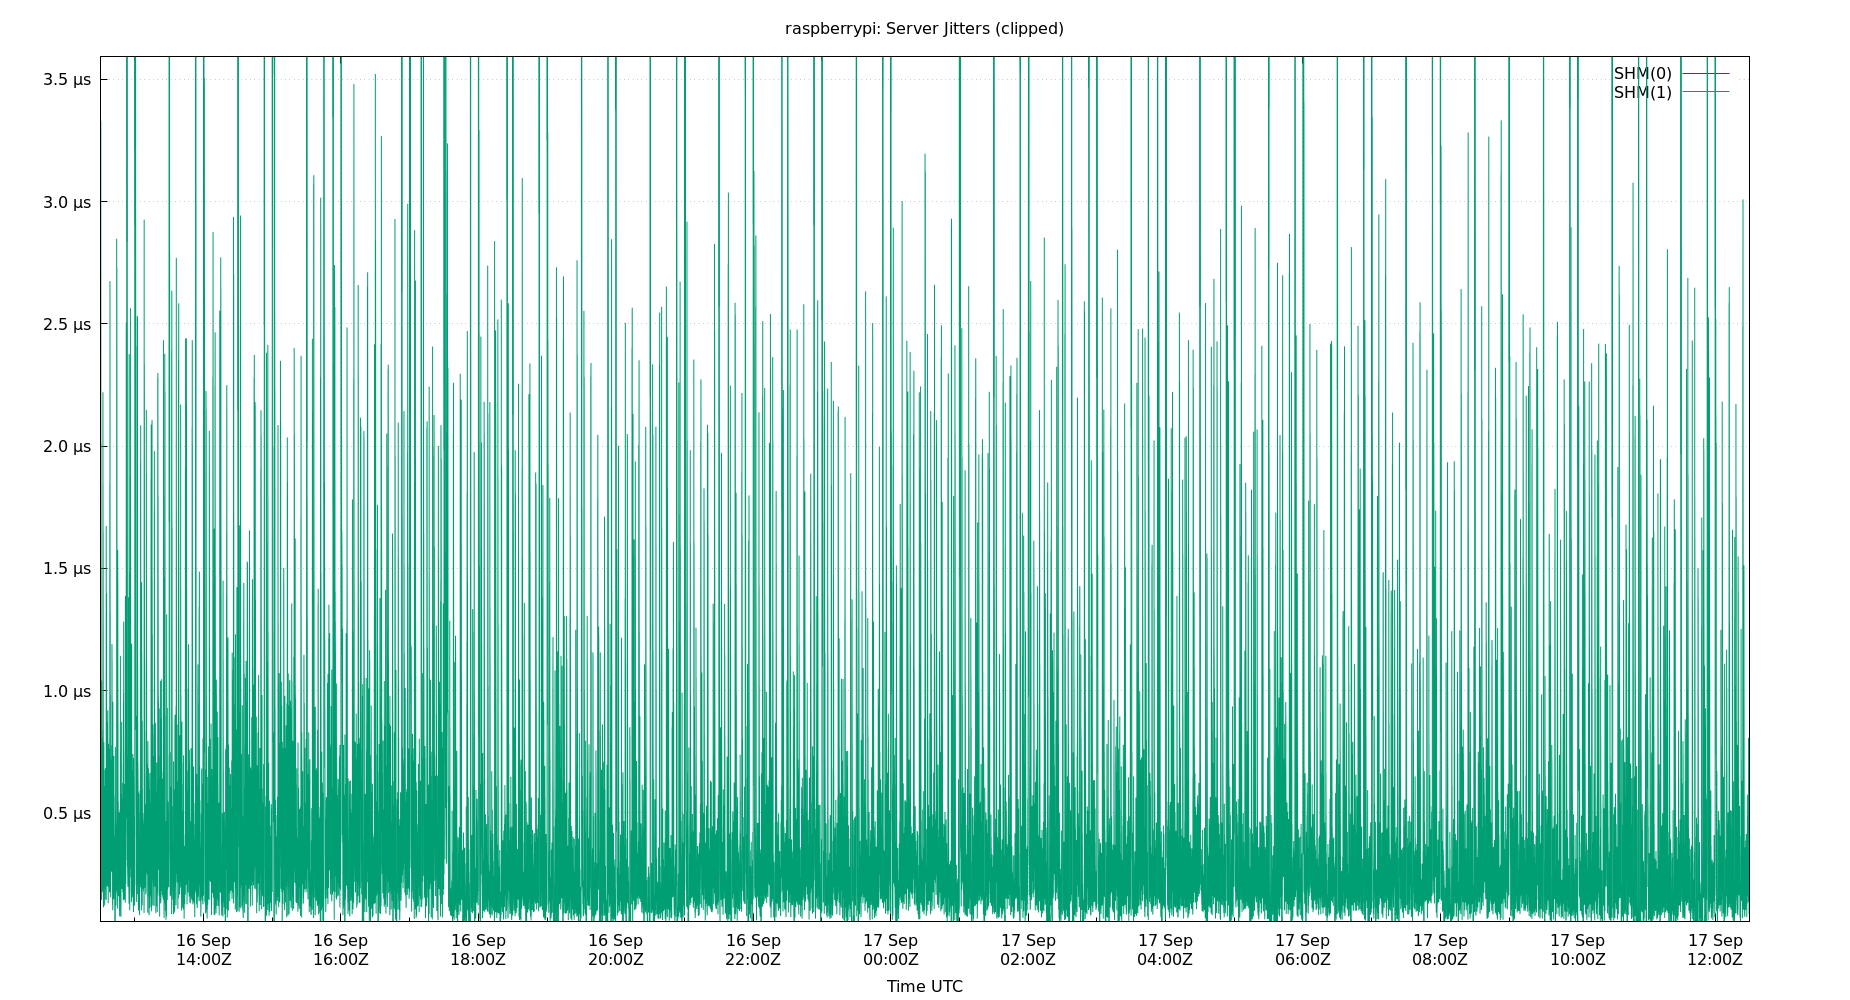 raspberrypi: Server Jitters (clipped)
SHM(0)
SHM(1)
3.5 µs
3.0 µs
2.5 µs
2.0 µs
1.5 µs
1.0 µs
0.5 µs
16 Sep 16 Sep 16 Sep 16 Sep 16 Sep 17 Sep 17 Sep 17 Sep 17 Sep 17 Sep 17 Sep 17 Sep
14:00Z 16:00Z 18:00Z 20:00Z 22:00Z 00:00Z 02:00Z 04:00Z 06:00Z 08:00Z 10:00Z 12:00Z
Time UTC